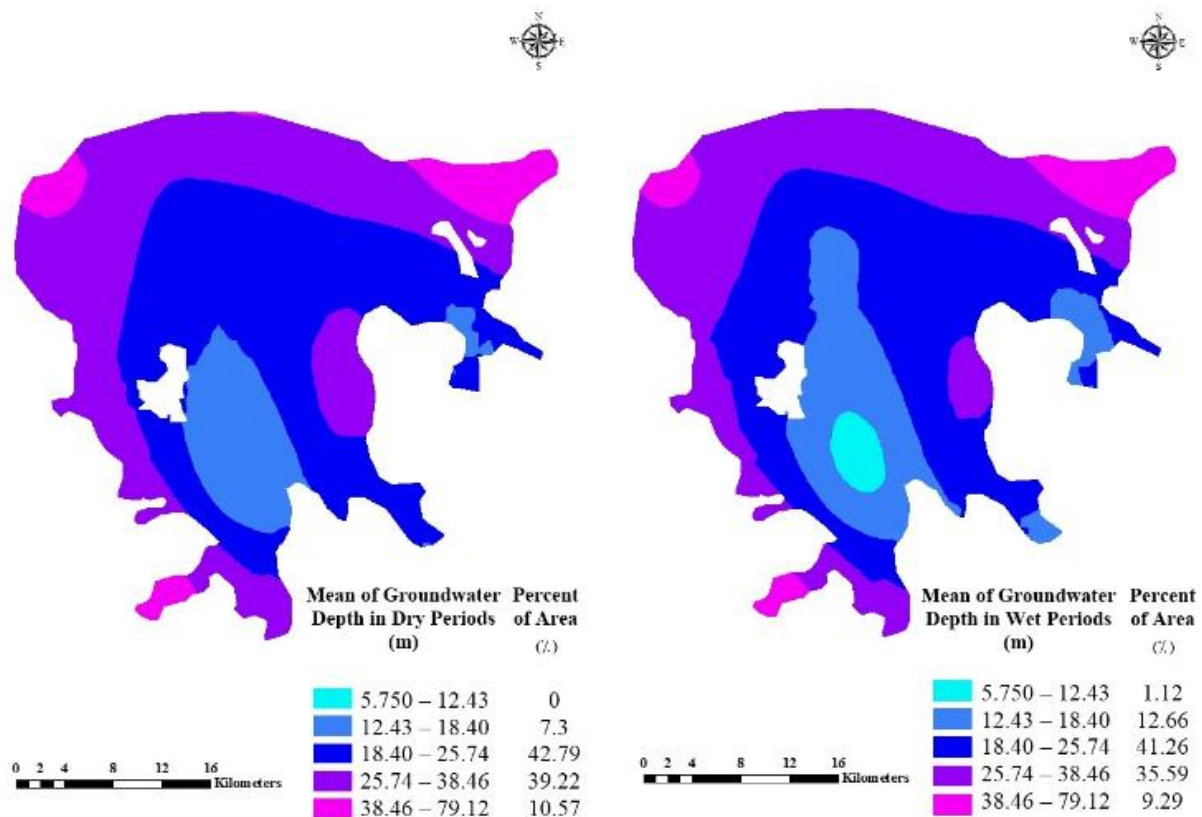 N
W E
S
Mean of Groundwater Depth in Dry Periods (m) Percent of Area (%)
5.750 – 12.43 0
12.43 – 18.40 7.3
18.40 – 25.74 42.79
25.74 – 38.46 39.22
38.46 – 79.12 10.57
0 2 4 8 12 16
Kilometers
N
W E
S
Mean of Groundwater Depth in Wet Periods (m) Percent of Area (%)
5.750 – 12.43 1.12
12.43 – 18.40 12.66
18.40 – 25.74 41.26
25.74 – 38.46 35.59
38.46 – 79.12 9.29
0 2 4 8 12 16
Kilometers